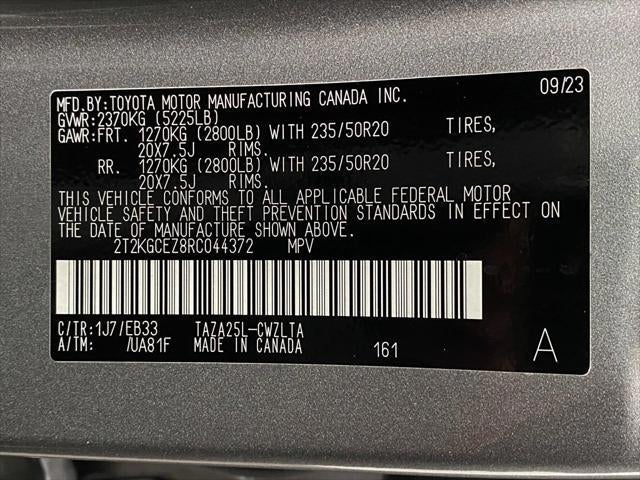 MFD.BY:TOYOTA MOTOR MANUFACTURING CANADA INC. 09/23
GVWR:2370KG (5225LB)
GAWR:FRT. 1270KG (2800LB) WITH 235/50R20 TIRES,
20X7.5J RIMS.
RR. 1270KG (2800LB) WITH 235/50R20 TIRES,
20X7.5J RIMS.
THIS VEHICLE CONFORMS TO ALL APPLICABLE FEDERAL MOTOR
VEHICLE SAFETY AND THEFT PREVENTION STANDARDS IN EFFECT ON
THE DATE OF MANUFACTURE SHOWN ABOVE.
2T2KGCEZ8RC044372 MPV
C/TR:1J7/EB33 TAZA25L-CWZLTA
A/TM: /UA81F MADE IN CANADA 161 A